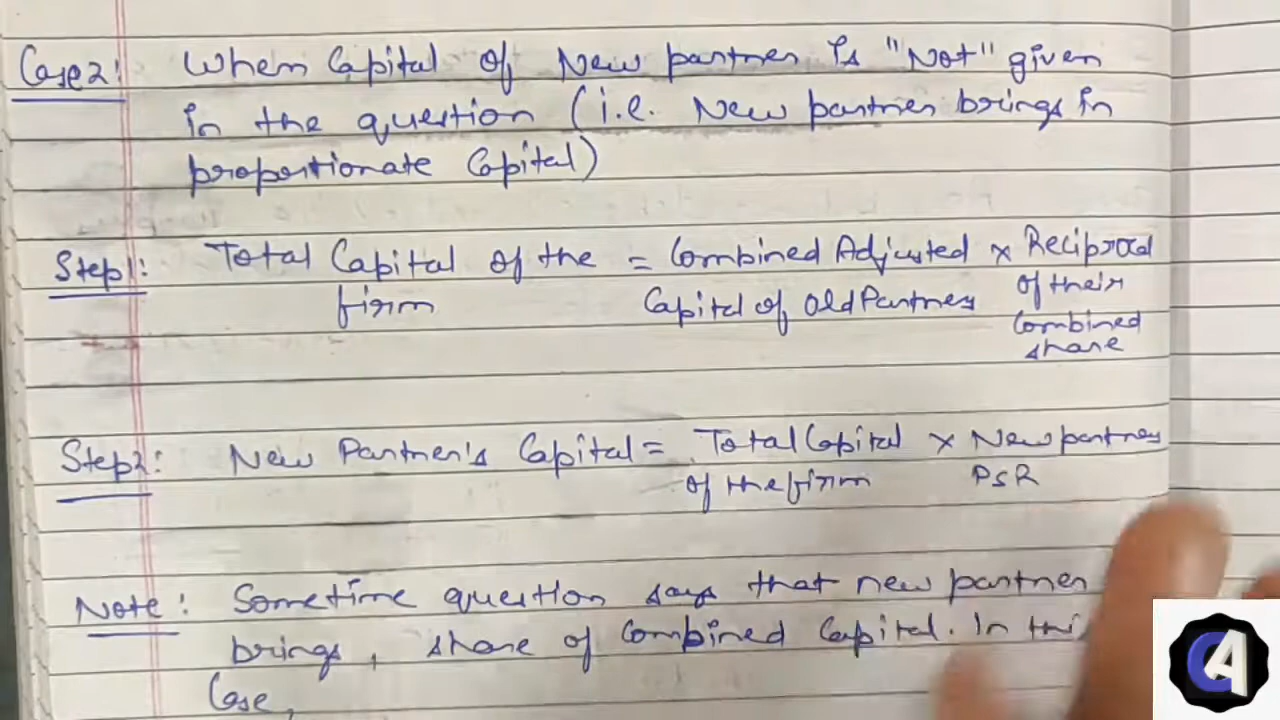 Case2: When Capital of New partner is "Not" given
in the question (i.e. New partner brings in
proportionate Capital)
Step1: Total Capital of the = Combined Adjusted × Reciprocal
firm Capital of Old Partners of their
combined
share
Step2: New Partner's Capital = Total Capital × New partners
of the firm PSR
Note: Sometime question says that new partner
brings, share of combined Capital. In this
Case,
CA